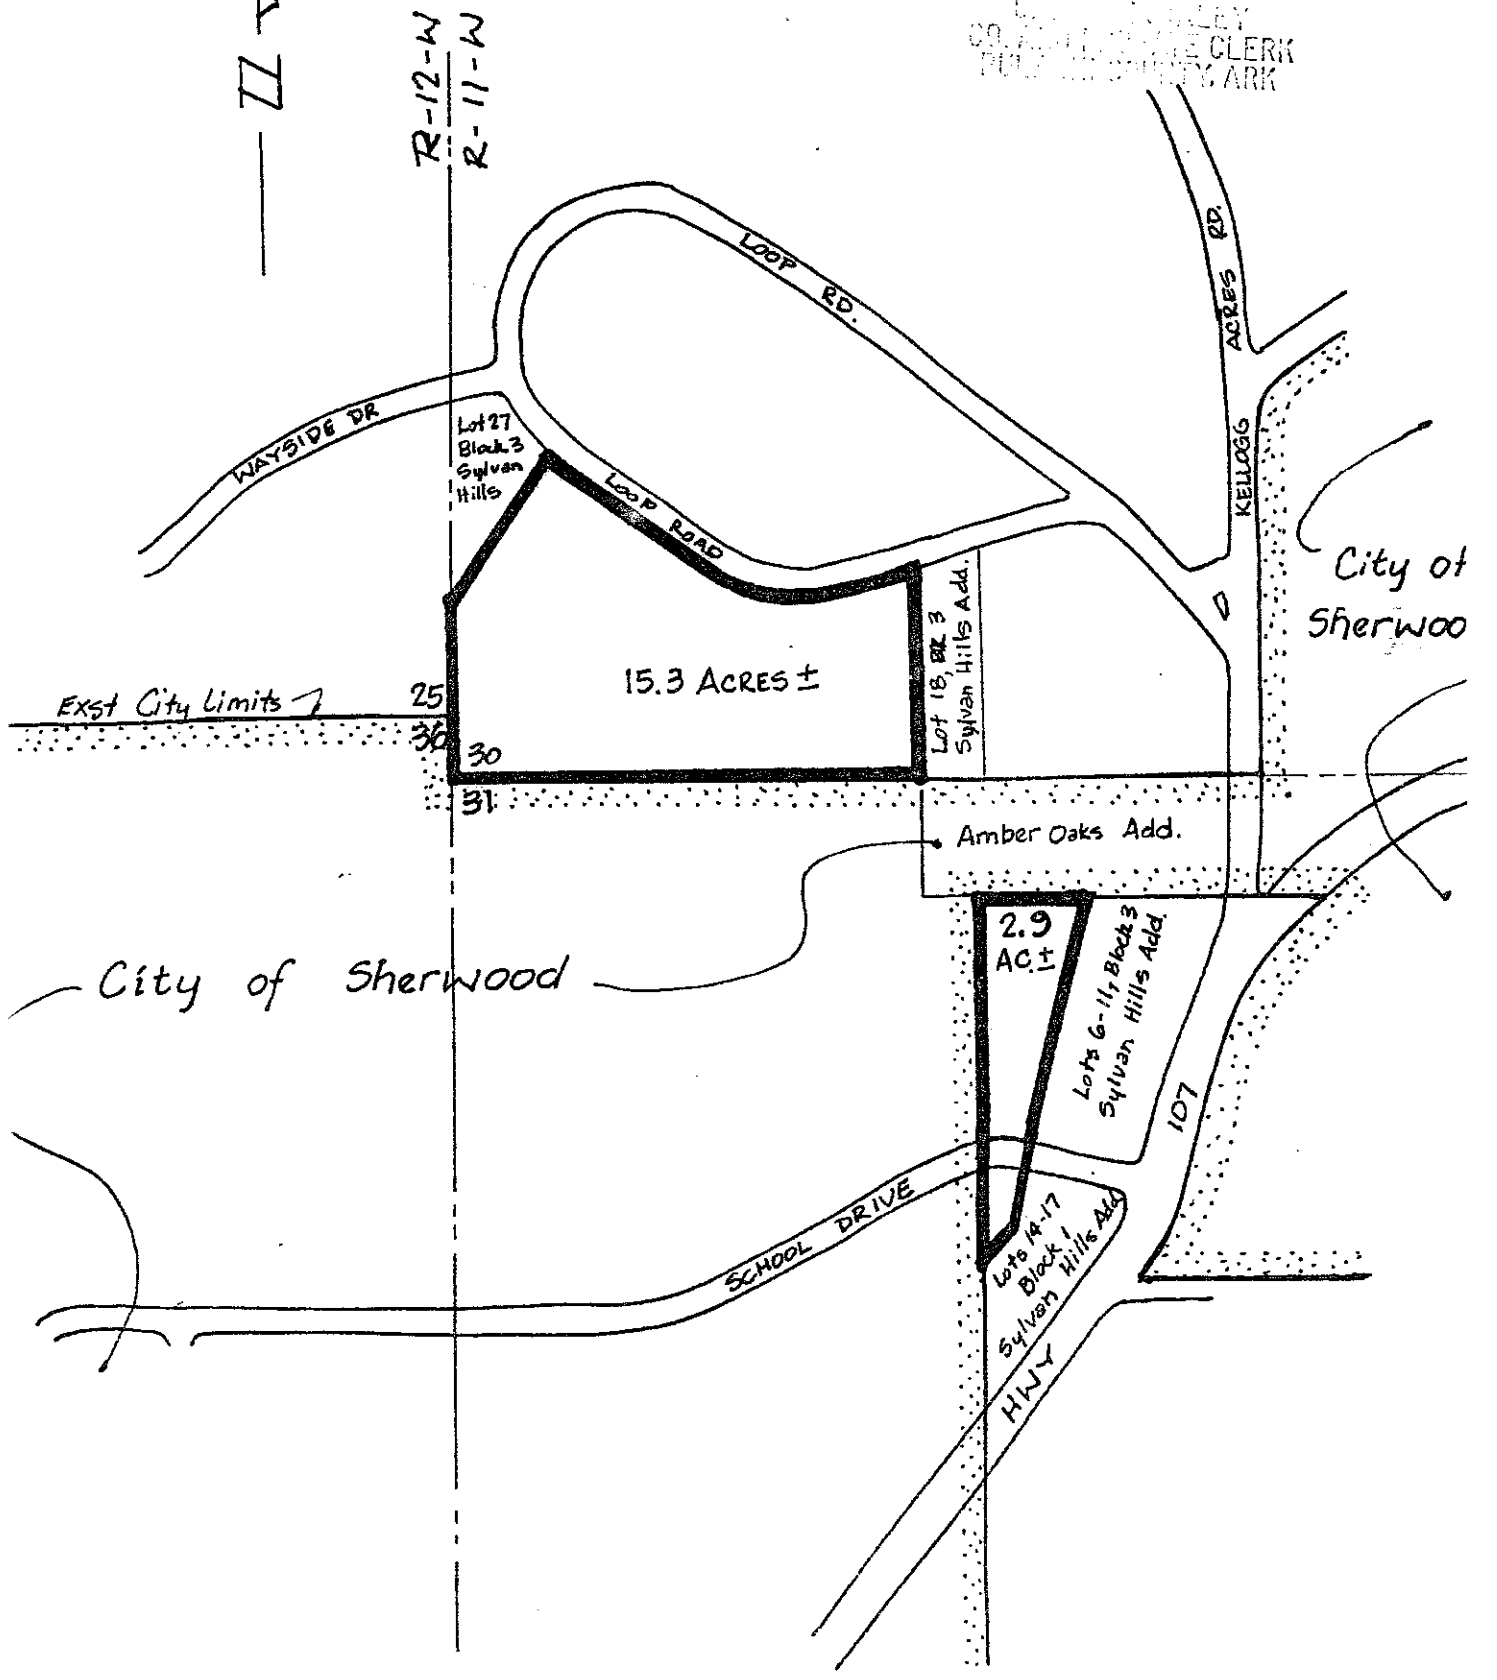 R-12-W
R-11-W
CLERK
ARK
LOOP RD.
KELLOGG ACRES RD.
WAYSIDE DR
Lot 27
Block 3
Sylvan
Hills
LOOP ROAD
City of
Sherwoo
Lot 18, BK 3
Sylvan Hills Add.
15.3 ACRES ±
Exst City Limits
25
36
30
31
Amber Oaks Add.
City of Sherwood
2.9
AC.±
Lots 6-11, Block 3
Sylvan Hills Add.
107
SCHOOL DRIVE
Lots 14-17
Block 1
Sylvan Hills Add
HWY